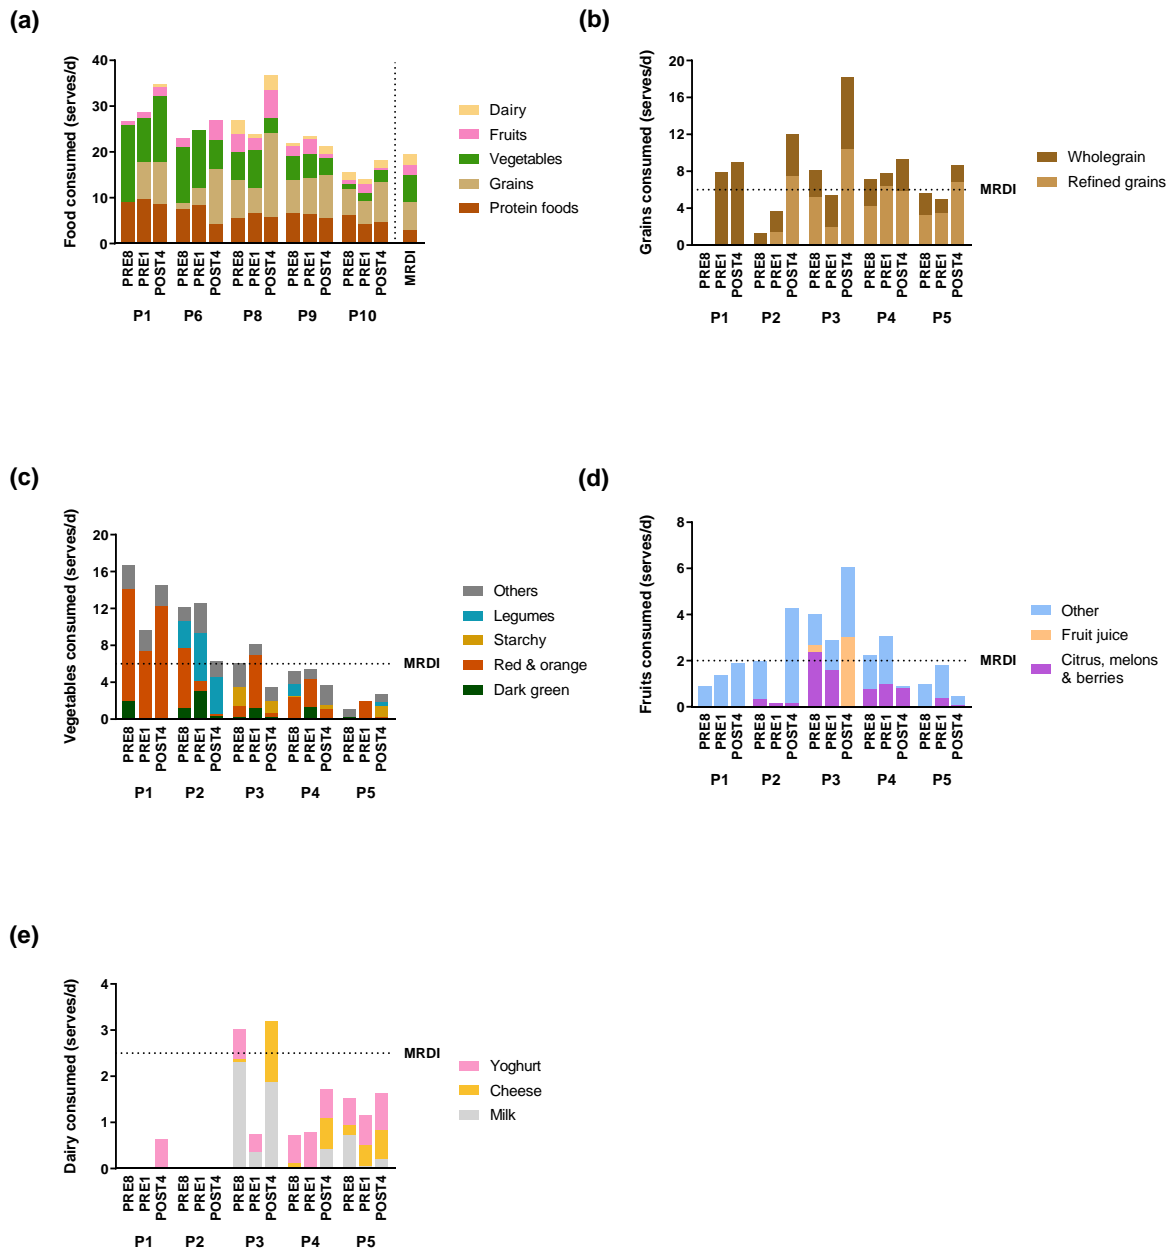 (a)
Food consumed (serves/d)
40
30
20
10
0
PRE8 PRE1 POST4 PRE8 PRE1 POST4 PRE8 PRE1 POST4 PRE8 PRE1 POST4 PRE8 PRE1 POST4 MRDI
P1 P6 P8 P9 P10
Dairy
Fruits
Vegetables
Grains
Protein foods
(b)
Grains consumed (serves/d)
20
16
12
8
4
0
MRDI
PRE8 PRE1 POST4 PRE8 PRE1 POST4 PRE8 PRE1 POST4 PRE8 PRE1 POST4 PRE8 PRE1 POST4
P1 P2 P3 P4 P5
Wholegrain
Refined grains
(c)
Vegetables consumed (serves/d)
20
16
12
8
4
0
MRDI
PRE8 PRE1 POST4 PRE8 PRE1 POST4 PRE8 PRE1 POST4 PRE8 PRE1 POST4 PRE8 PRE1 POST4
P1 P2 P3 P4 P5
Others
Legumes
Starchy
Red & orange
Dark green
(d)
Fruits consumed (serves/d)
8
6
4
2
0
MRDI
PRE8 PRE1 POST4 PRE8 PRE1 POST4 PRE8 PRE1 POST4 PRE8 PRE1 POST4 PRE8 PRE1 POST4
P1 P2 P3 P4 P5
Other
Fruit juice
Citrus, melons
& berries
(e)
Dairy consumed (serves/d)
4
3
2
1
0
MRDI
PRE8 PRE1 POST4 PRE8 PRE1 POST4 PRE8 PRE1 POST4 PRE8 PRE1 POST4 PRE8 PRE1 POST4
P1 P2 P3 P4 P5
Yoghurt
Cheese
Milk